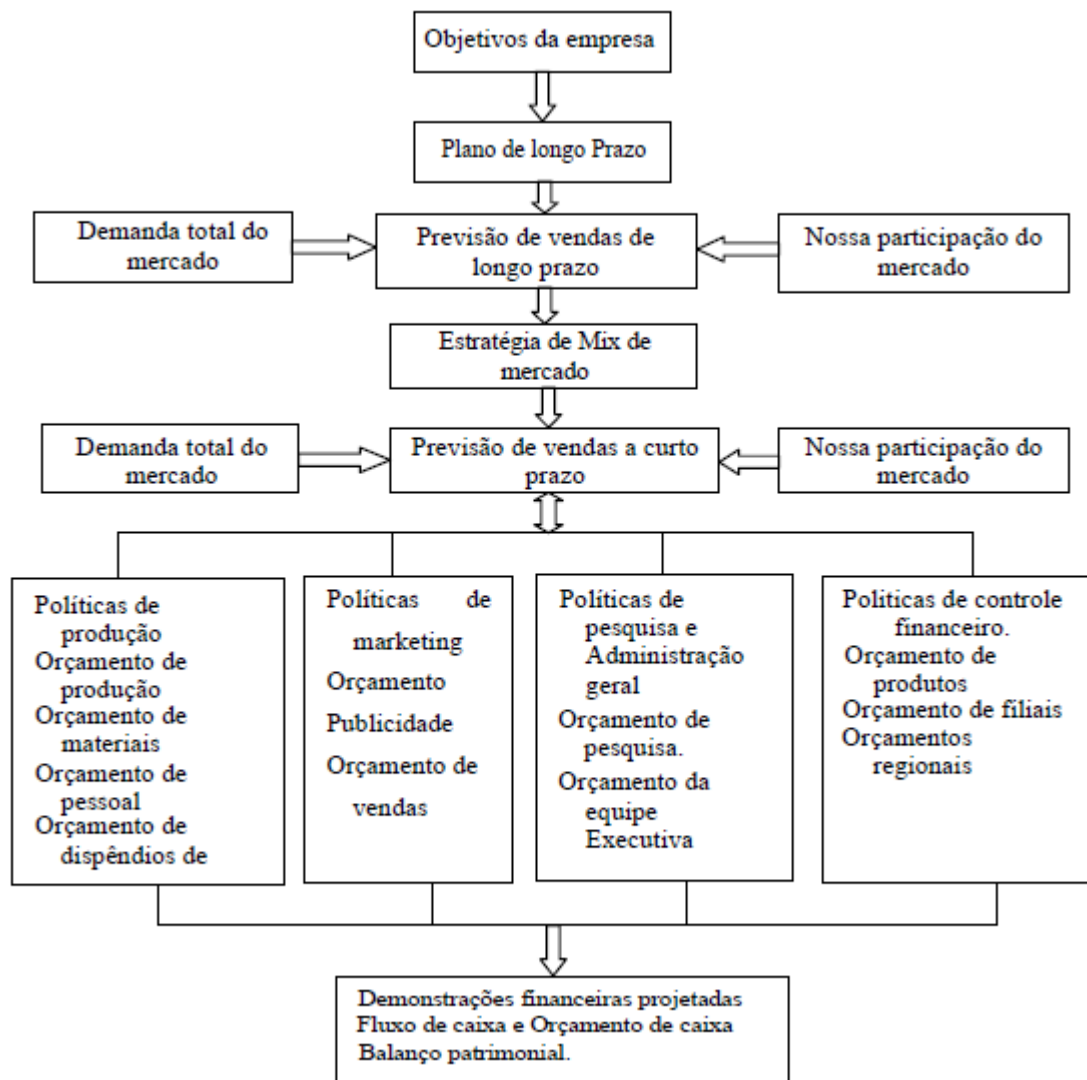 Objetivos da empresa
Plano de longo Prazo
Demanda total do
mercado
Previsão de vendas de
longo prazo
Nossa participação do
mercado
Estratégia de Mix de
mercado
Demanda total do
mercado
Previsão de vendas a curto
prazo
Nossa participação do
mercado
Políticas de
produção
Orçamento de
produção
Orçamento de
materiais
Orçamento de
pessoal
Orçamento de
dispêndios de
Políticas de
marketing
Orçamento
Publicidade
Orçamento de
vendas
Políticas de
pesquisa e
Administração
geral
Orçamento de
pesquisa.
Orçamento da
equipe
Executiva
Politicas de controle
financeiro.
Orçamento de
produtos
Orçamento de filiais
Orçamentos
regionais
Demonstrações financeiras projetadas
Fluxo de caixa e Orçamento de caixa
Balanço patrimonial.